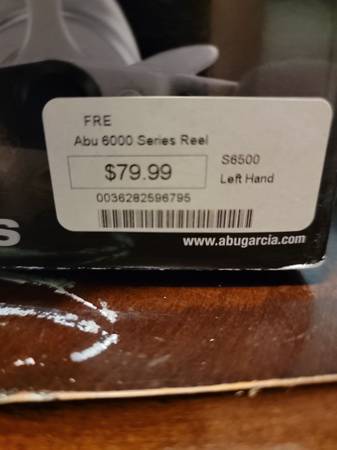 FRE
Abu 6000 Series Reel
$79.99
S6500
Left Hand
0036282596795
S
www.abugarcia.com